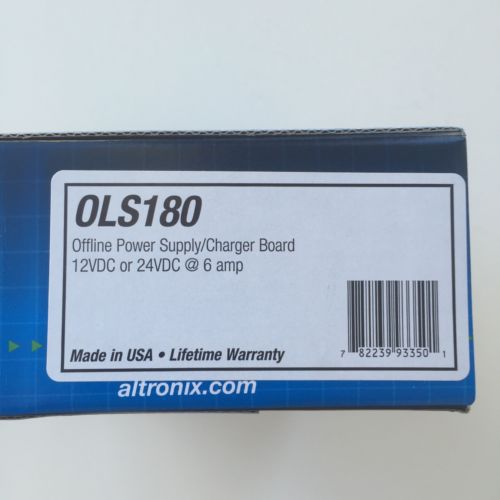 OLS180
Offline Power Supply/Charger Board
12VDC or 24VDC @ 6 amp
7 82239 93350 1
Made in USA • Lifetime Warranty
altronix.com